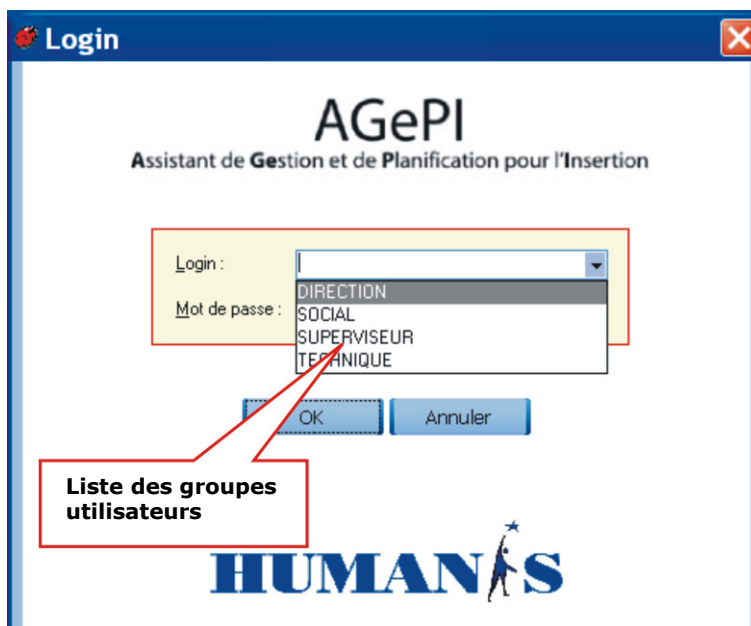 Login
AGePI
Assistant de Gestion et de Planification pour l'Insertion
Login :
DIRECTION
Mot de passe :
SOCIAL
SUPERVISEUR
TECHNIQUE
OK
Annuler
Liste des groupes
utilisateurs
HUMANIS